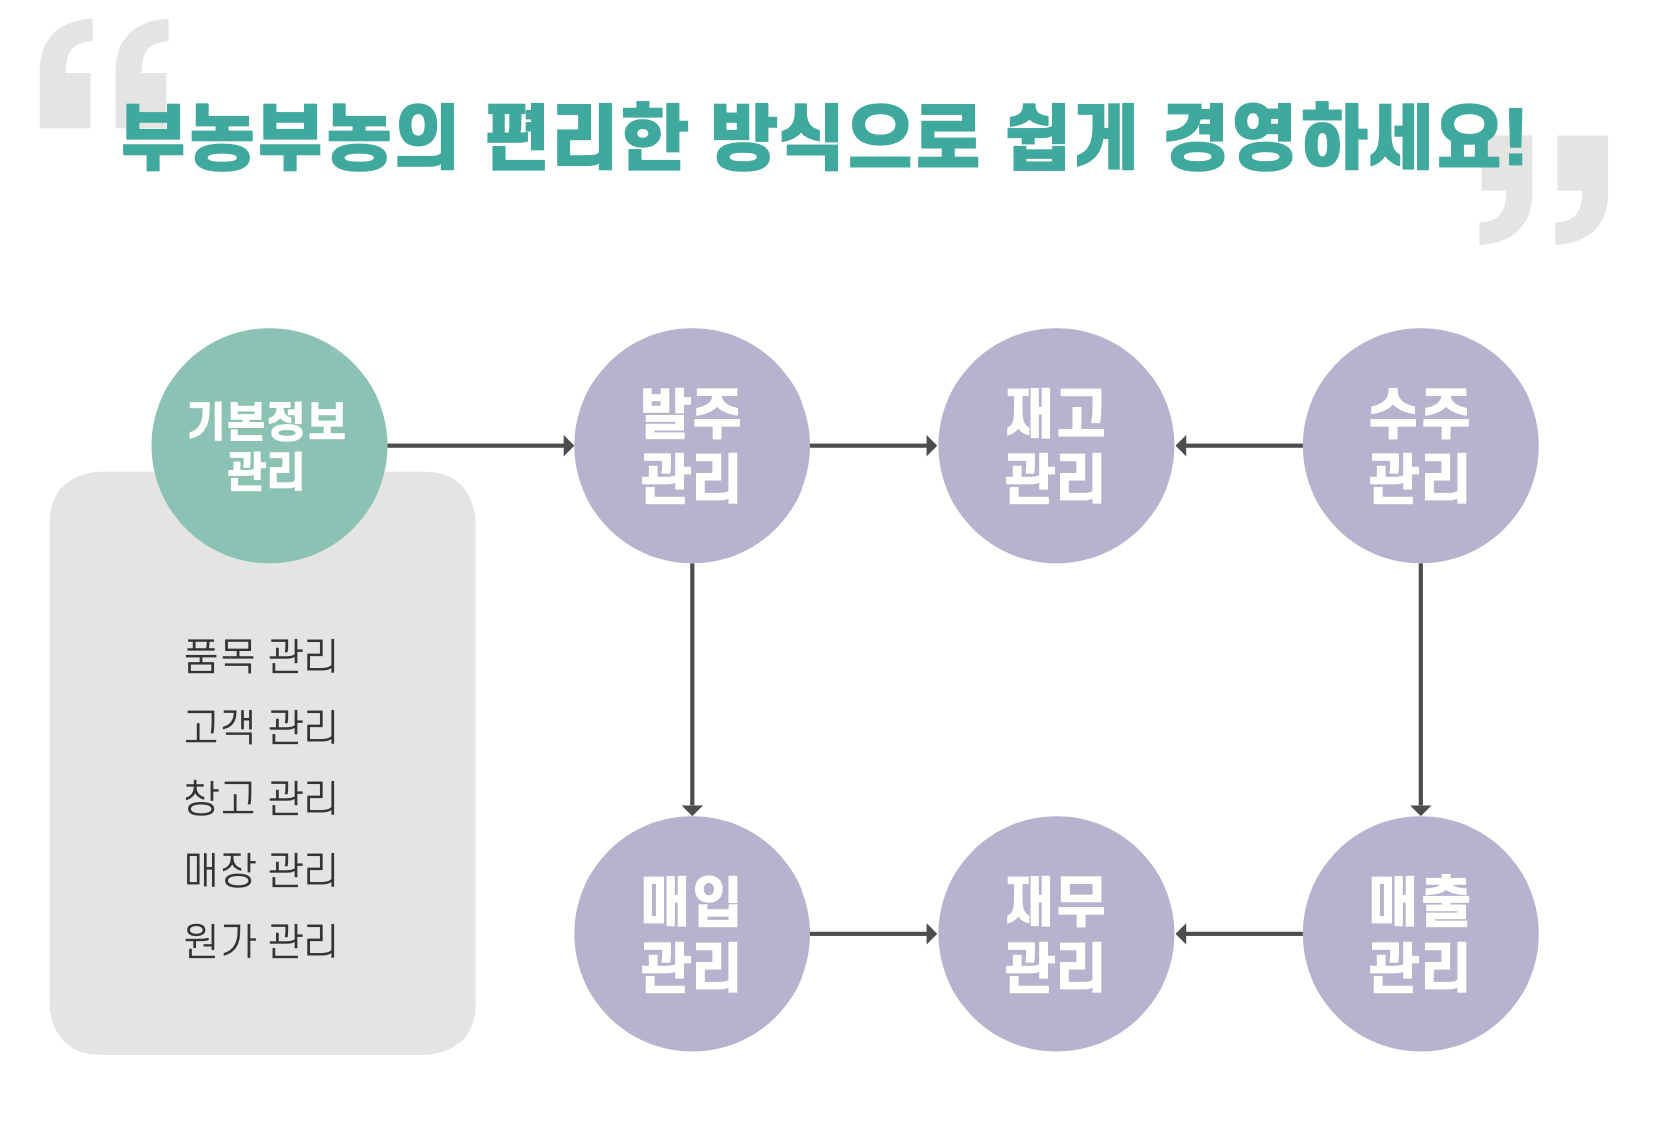 “
부농부농의 편리한 방식으로 쉽게 경영하세요!
”
기본정보
관리
발주
관리
재고
관리
수주
관리
품목 관리
고객 관리
창고 관리
매장 관리
원가 관리
매입
관리
재무
관리
매출
관리